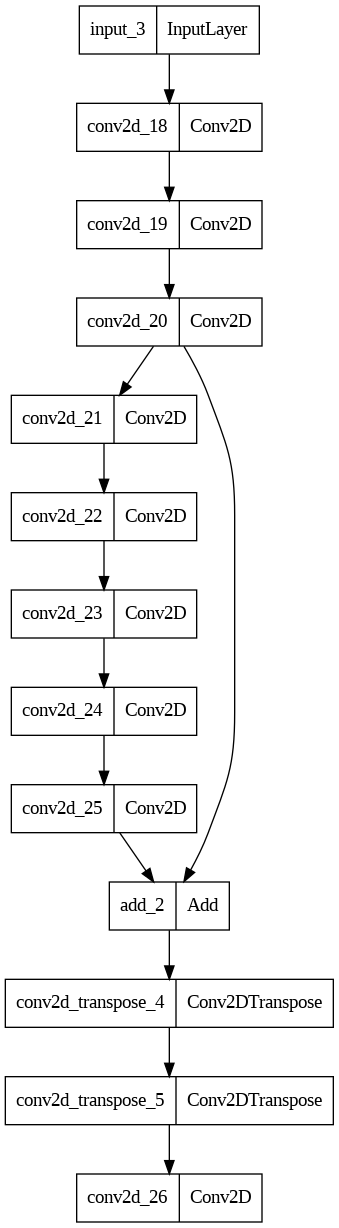 input_3 InputLayer
conv2d_18 Conv2D
conv2d_19 Conv2D
conv2d_20 Conv2D
conv2d_21 Conv2D
conv2d_22 Conv2D
conv2d_23 Conv2D
conv2d_24 Conv2D
conv2d_25 Conv2D
add_2 Add
conv2d_transpose_4 Conv2DTranspose
conv2d_transpose_5 Conv2DTranspose
conv2d_26 Conv2D